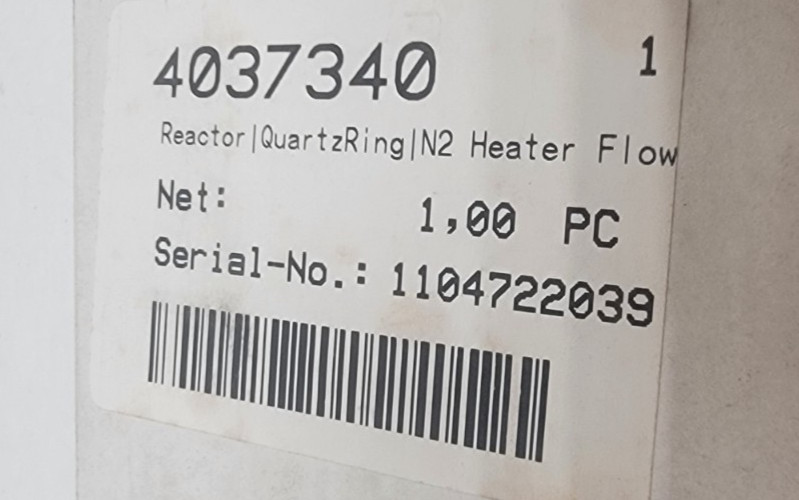 4037340 1
Reactor|QuartzRing|N2 Heater Flow
Net: 1,00 PC
Serial-No.: 1104722039